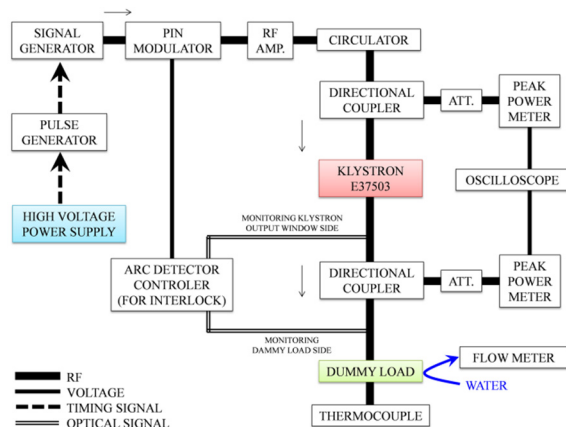 SIGNAL
GENERATOR
PIN
MODULATOR
RF
AMP.
CIRCULATOR
DIRECTIONAL
COUPLER
ATT.
PEAK
POWER
METER
PULSE
GENERATOR
KLYSTRON
E37503
OSCILLOSCOPE
HIGH VOLTAGE
POWER SUPPLY
MONITORING KLYSTRON
OUTPUT WINDOW SIDE
ARC DETECTOR
CONTROLER
(FOR INTERLOCK)
DIRECTIONAL
COUPLER
ATT.
PEAK
POWER
METER
MONITORING
DAMMY LOAD SIDE
DUMMY LOAD
FLOW METER
WATER
THERMOCOUPLE
RF
VOLTAGE
TIMING SIGNAL
OPTICAL SIGNAL